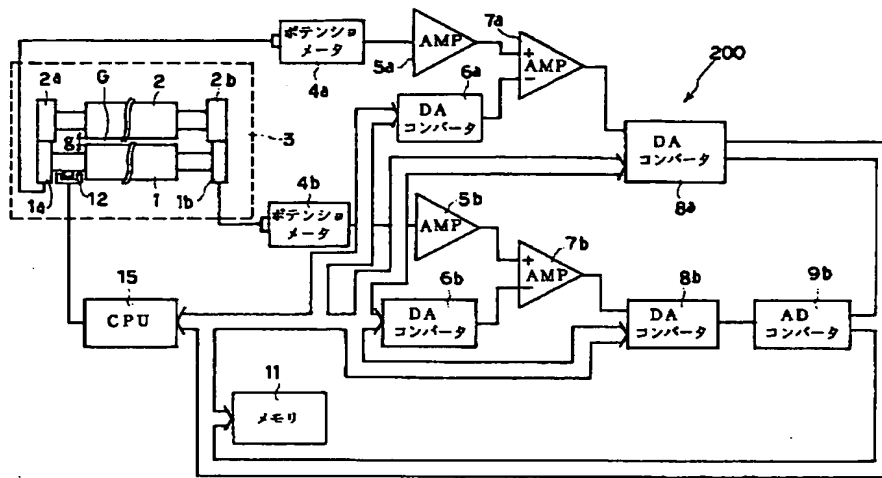 ポテンショ
メータ
4a
AMP
5a
7a
+
AMP
−
6a
DA
コンバータ
200
DA
コンバータ
8a
2a
G
2
2b
g
3
1a
12
1
1b
4b
ポテンショ
メータ
5b
AMP
7b
+
AMP
−
6b
DA
コンバータ
8b
DA
コンバータ
9b
AD
コンバータ
15
CPU
11
メモリ